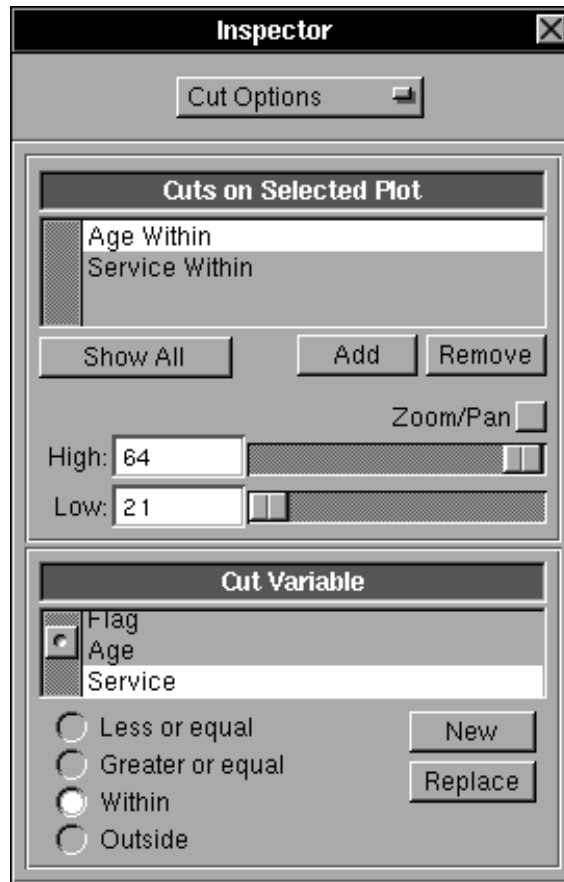 Inspector
Cut Options
Cuts on Selected Plot
Age Within
Service Within
Show All Add Remove
Zoom/Pan
High: 64
Low: 21
Cut Variable
Flag
Age
Service
Less or equal
New
Greater or equal
Replace
Within
Outside